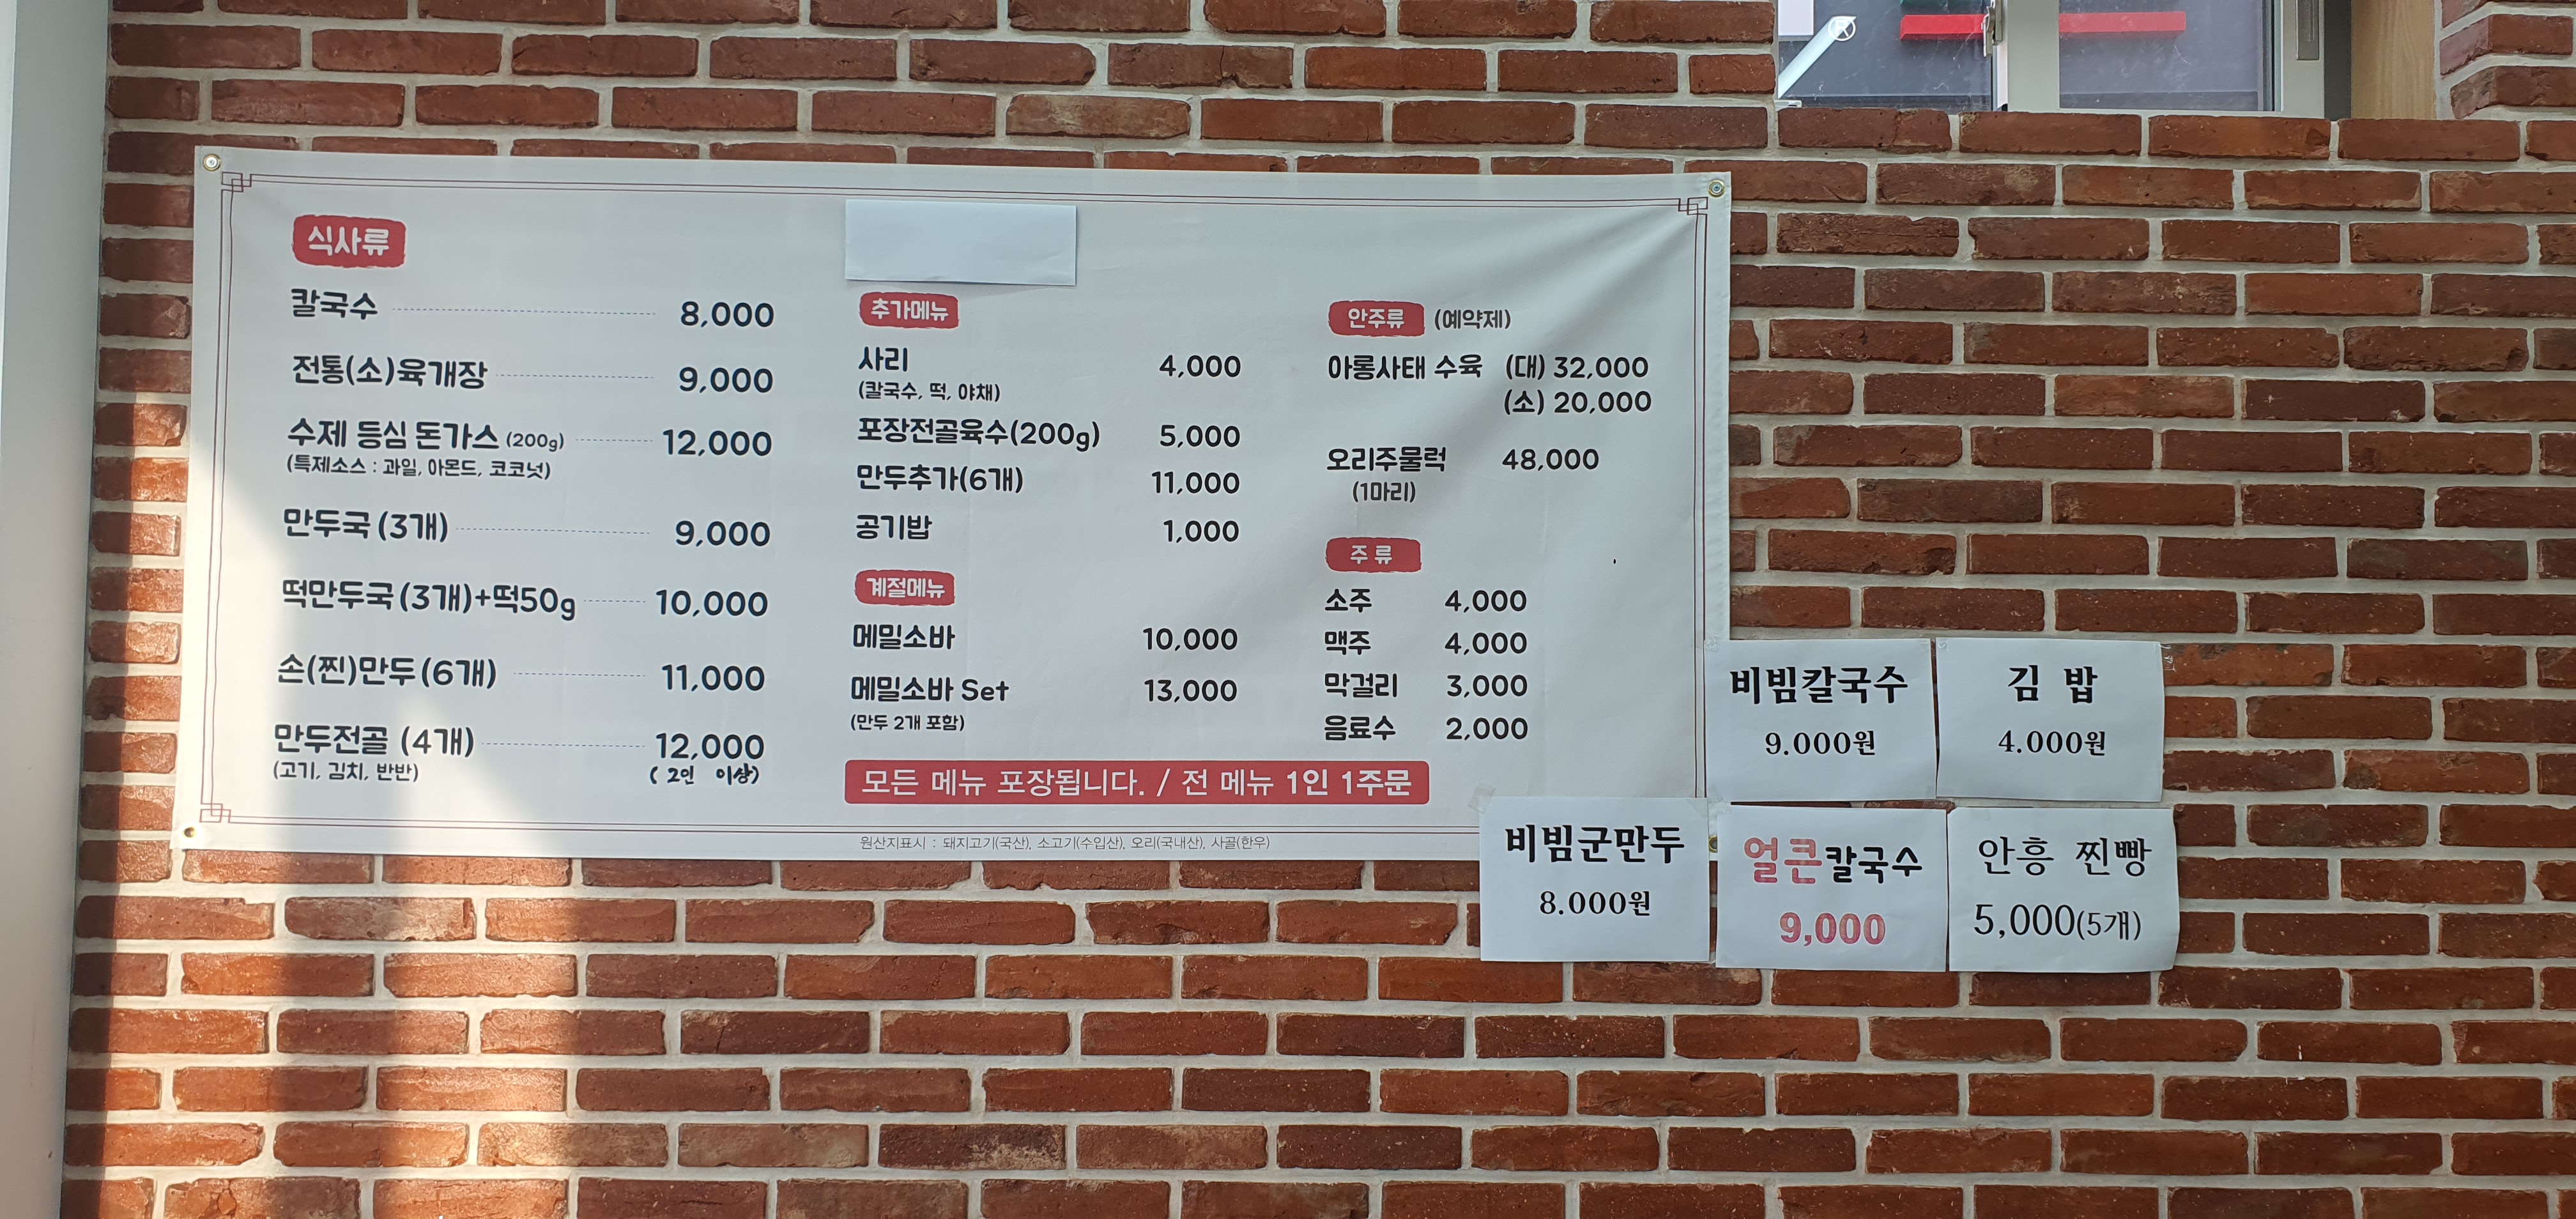 식사류
칼국수 8,000
전통(소)육개장 9,000
수제 등심 돈가스 (200g) 12,000
(특제소스 : 과일, 아몬드, 코코넛)
만두국 (3개) 9,000
떡만두국 (3개)+떡50g 10,000
손(찐)만두 (6개) 11,000
만두전골 (4개) 12,000
(고기, 김치, 반반) ( 2인 이상)
추가메뉴
사리 4,000
(칼국수, 떡, 야채)
포장전골육수(200g) 5,000
만두추가(6개) 11,000
공기밥 1,000
계절메뉴
메밀소바 10,000
메밀소바 Set 13,000
(만두 2개 포함)
안주류 (예약제)
아롱사태 수육 (대) 32,000
(소) 20,000
오리주물럭 48,000
(1마리)
주 류
소주 4,000
맥주 4,000
막걸리 3,000
음료수 2,000
모든 메뉴 포장됩니다. / 전 메뉴 1인 1주문
원산지표시 : 돼지고기(국산), 소고기(수입산), 오리(국내산), 사골(한우)
비빔칼국수
9.000원
김 밥
4.000원
비빔군만두
8.000원
얼큰칼국수
9,000
안흥 찐빵
5,000(5개)
®